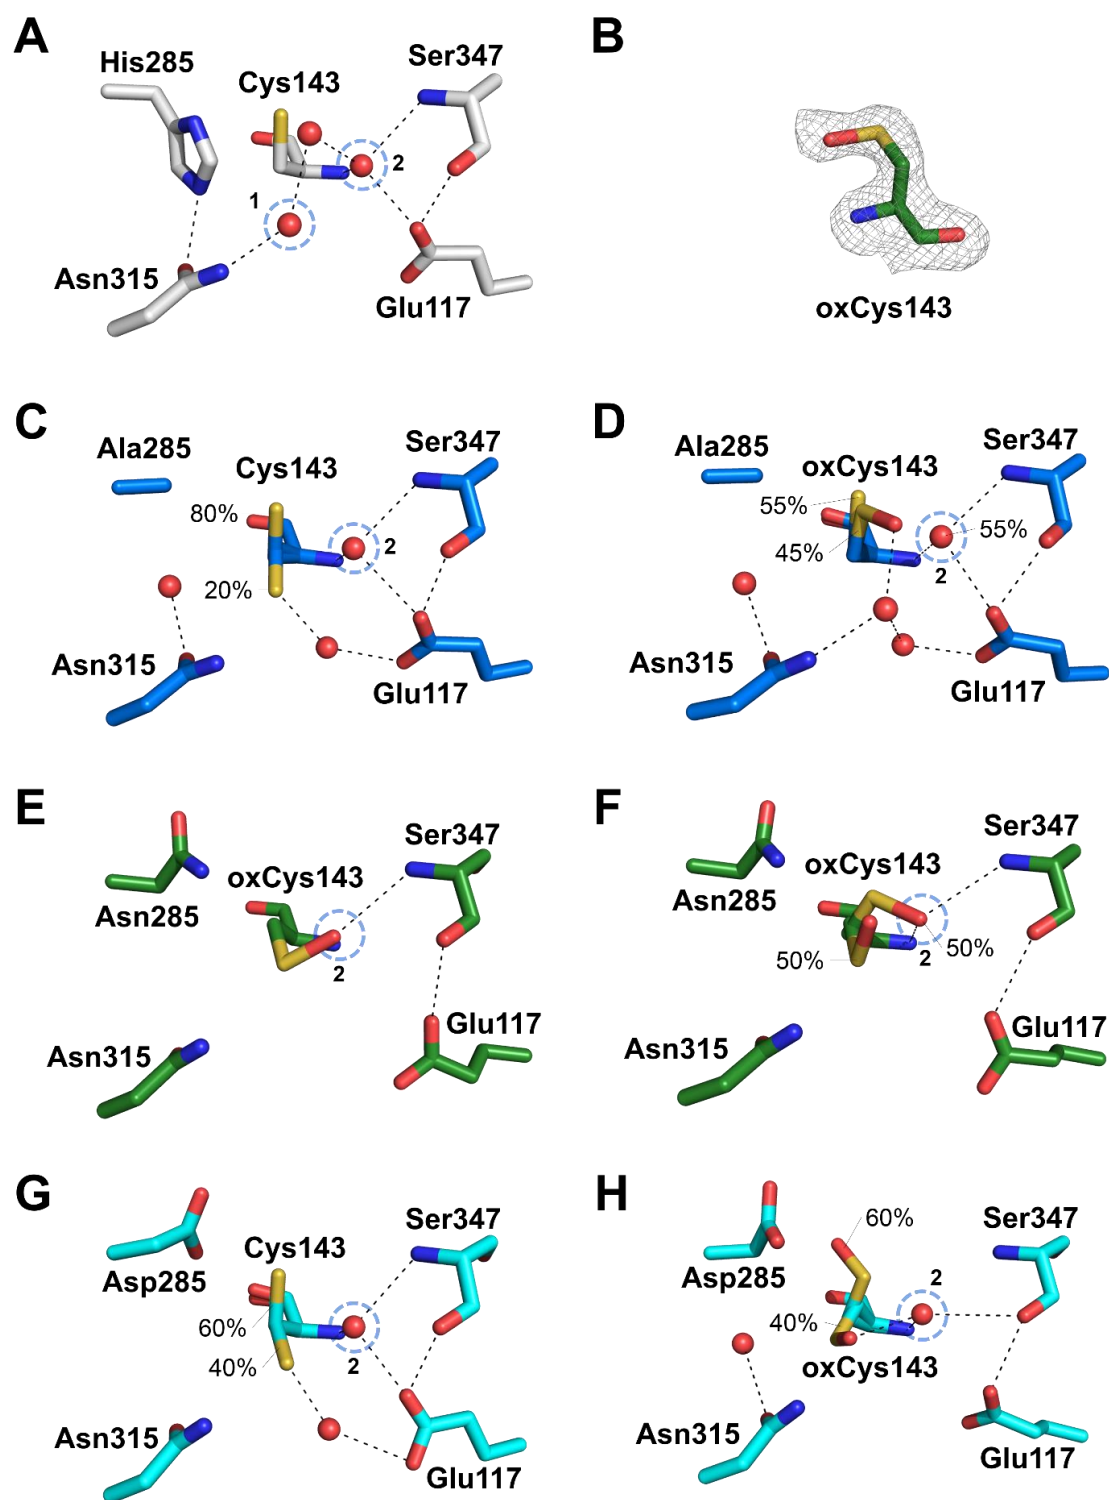 A
His285
Cys143
Ser347
2
1
Asn315
Glu117
B
oxCys143
C
Ala285
Cys143
Ser347
80%
2
20%
Asn315
Glu117
D
Ala285
oxCys143
Ser347
55%
55%
45%
2
Asn315
Glu117
E
Asn285
oxCys143
Ser347
2
Asn315
Glu117
F
Asn285
oxCys143
Ser347
50%
50%
2
Asn315
Glu117
G
Asp285
Cys143
Ser347
60%
40%
2
Asn315
Glu117
H
Asp285
60%
Ser347
2
40%
oxCys143
Asn315
Glu117